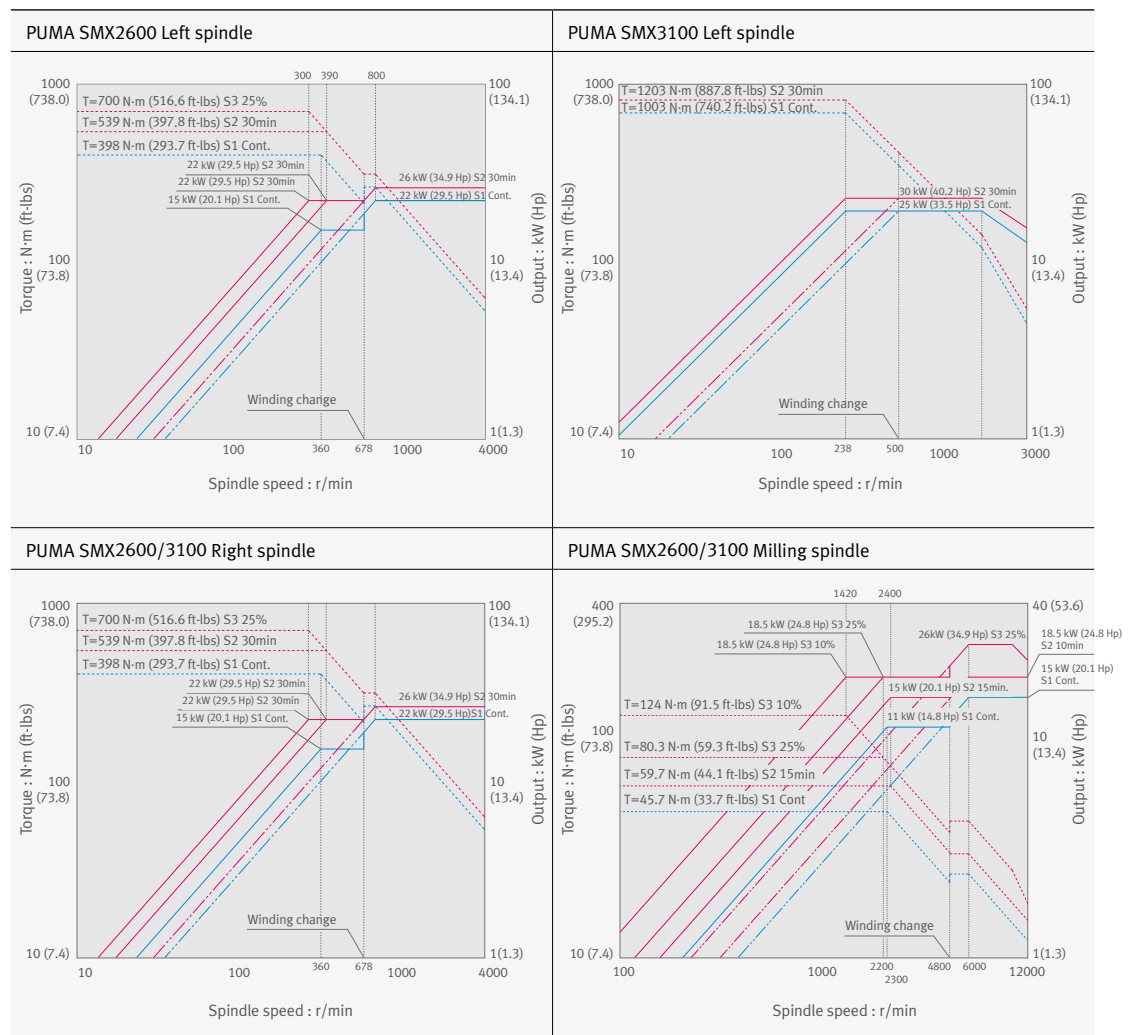 PUMA SMX2600 Left spindle
300 390 800
1000
(738.0)
100
(134.1)
T=700 N·m (516.6 ft-lbs) S3 25%
T=539 N·m (397.8 ft-lbs) S2 30min
T=398 N·m (293.7 ft-lbs) S1 Cont.
22 kW (29.5 Hp) S2 30min
22 kW (29.5 Hp) S2 30min
15 kW (20.1 Hp) S1 Cont.
26 kW (34.9 Hp) S2 30min
22 kW (29.5 Hp) S1 Cont.
Torque : N·m (ft-lbs)
100
(73.8)
10
(13.4)
Output : kW (Hp)
Winding change
10 (7.4)
1(1.3)
10 100 360 678 1000 4000
Spindle speed : r/min
PUMA SMX3100 Left spindle
1000
(738.0)
100
(134.1)
T=1203 N·m (887.8 ft-lbs) S2 30min
T=1003 N·m (740.2 ft-lbs) S1 Cont.
30 kW (40.2 Hp) S2 30min
25 kW (33.5 Hp) S1 Cont.
Torque : N·m (ft-lbs)
100
(73.8)
10
(13.4)
Output : kW (Hp)
Winding change
10 (7.4)
1(1.3)
10 100 238 500 1000 3000
Spindle speed : r/min
PUMA SMX2600/3100 Right spindle
1000
(738.0)
100
(134.1)
T=700 N·m (516.6 ft-lbs) S3 25%
T=539 N·m (397.8 ft-lbs) S2 30min
T=398 N·m (293.7 ft-lbs) S1 Cont.
22 kW (29.5 Hp) S2 30min
22 kW (29.5 Hp) S2 30min
15 kW (20,1 Hp) S1 Cont.
26 kW (34.9 Hp) S2 30min
22 kW (29.5 Hp)S1 Cont.
Torque : N·m (ft-lbs)
100
(73.8)
10
(13.4)
Output : kW (Hp)
Winding change
10 (7.4)
1(1.3)
10 100 360 678 1000 4000
Spindle speed : r/min
PUMA SMX2600/3100 Milling spindle
1420 2400
400
(295.2)
40 (53.6)
18.5 kW (24.8 Hp) S3 25%
18.5 kW (24.8 Hp) S3 10%
26kW (34.9 Hp) S3 25%
18.5 kW (24.8 Hp)
S2 10min
15 kW (20.1 Hp)
S1 Cont.
15 kW (20.1 Hp) S2 15min.
11 kW (14.8 Hp) S1 Cont.
T=124 N·m (91.5 ft-lbs) S3 10%
T=80.3 N·m (59.3 ft-lbs) S3 25%
T=59.7 N·m (44.1 ft-lbs) S2 15min
T=45.7 N·m (33.7 ft-lbs) S1 Cont
Torque : N·m (ft-lbs)
100
(73.8)
10
(13.4)
Output : kW (Hp)
Winding change
10 (7.4)
1(1.3)
100 1000 2200 4800 6000 12000
2300
Spindle speed : r/min